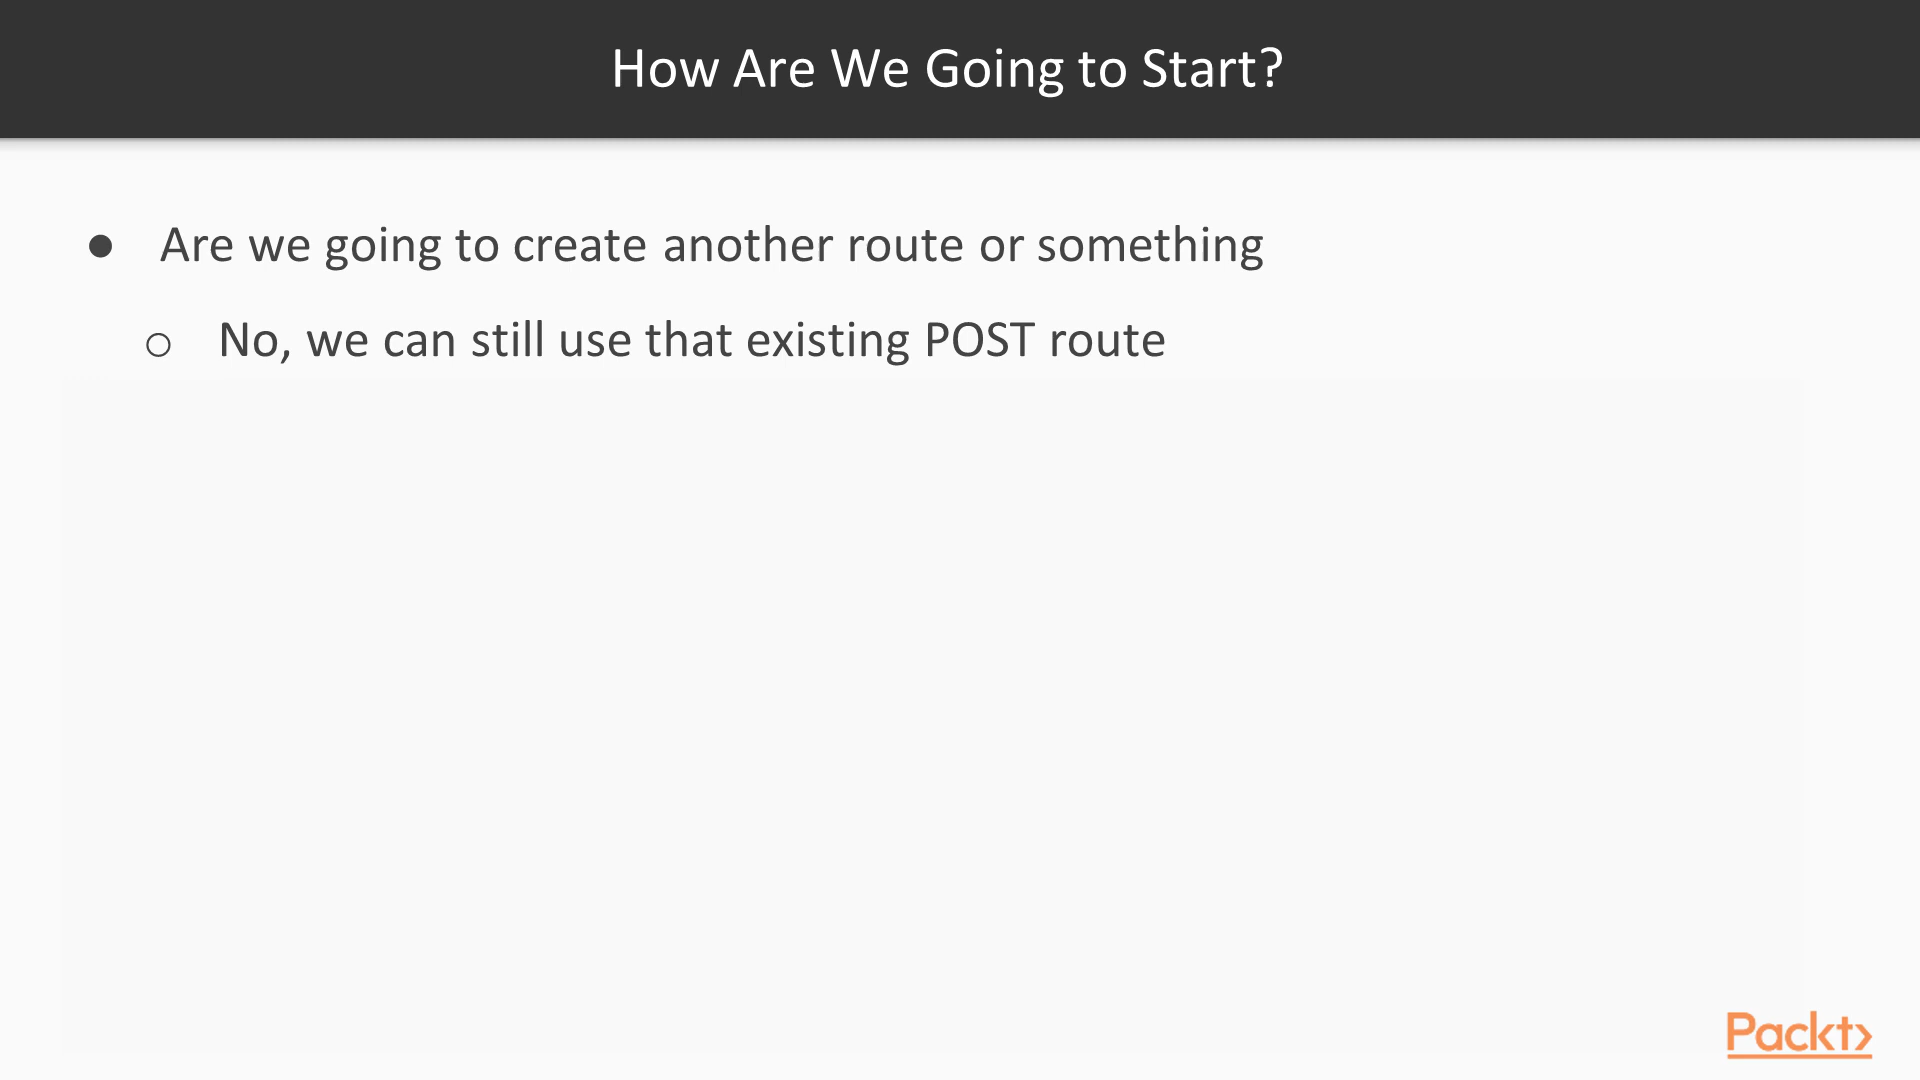 How Are We Going to Start?
● Are we going to create another route or something
○ No, we can still use that existing POST route
Packt>